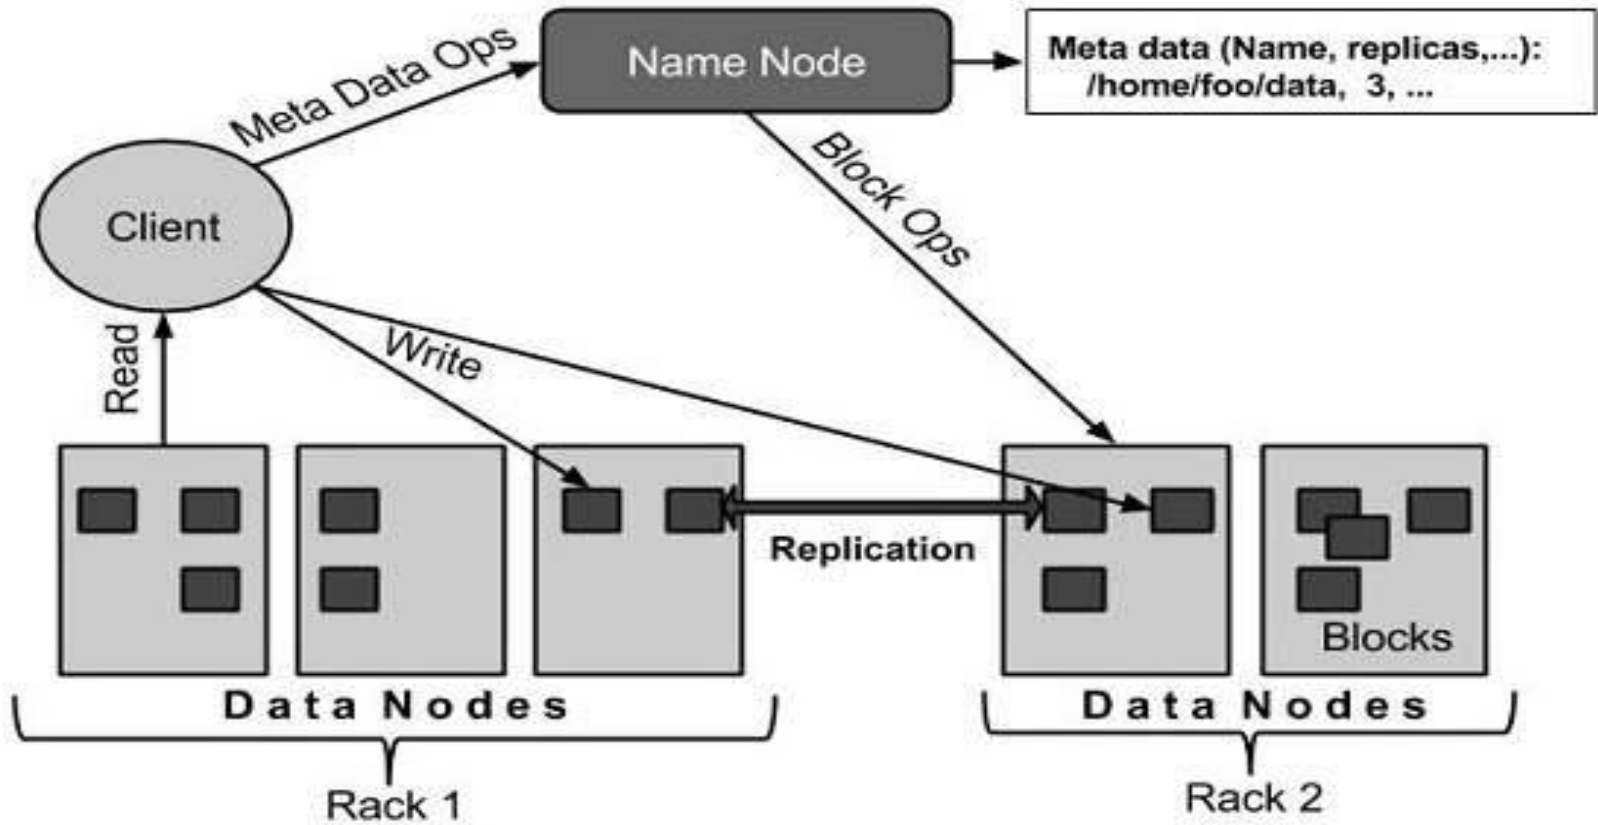 Meta Data Ops
Name Node
Meta data (Name, replicas,...):
/home/foo/data, 3, ...
Client
Block Ops
Read
Write
Replication
Blocks
Data Nodes
Data Nodes
Rack 1
Rack 2